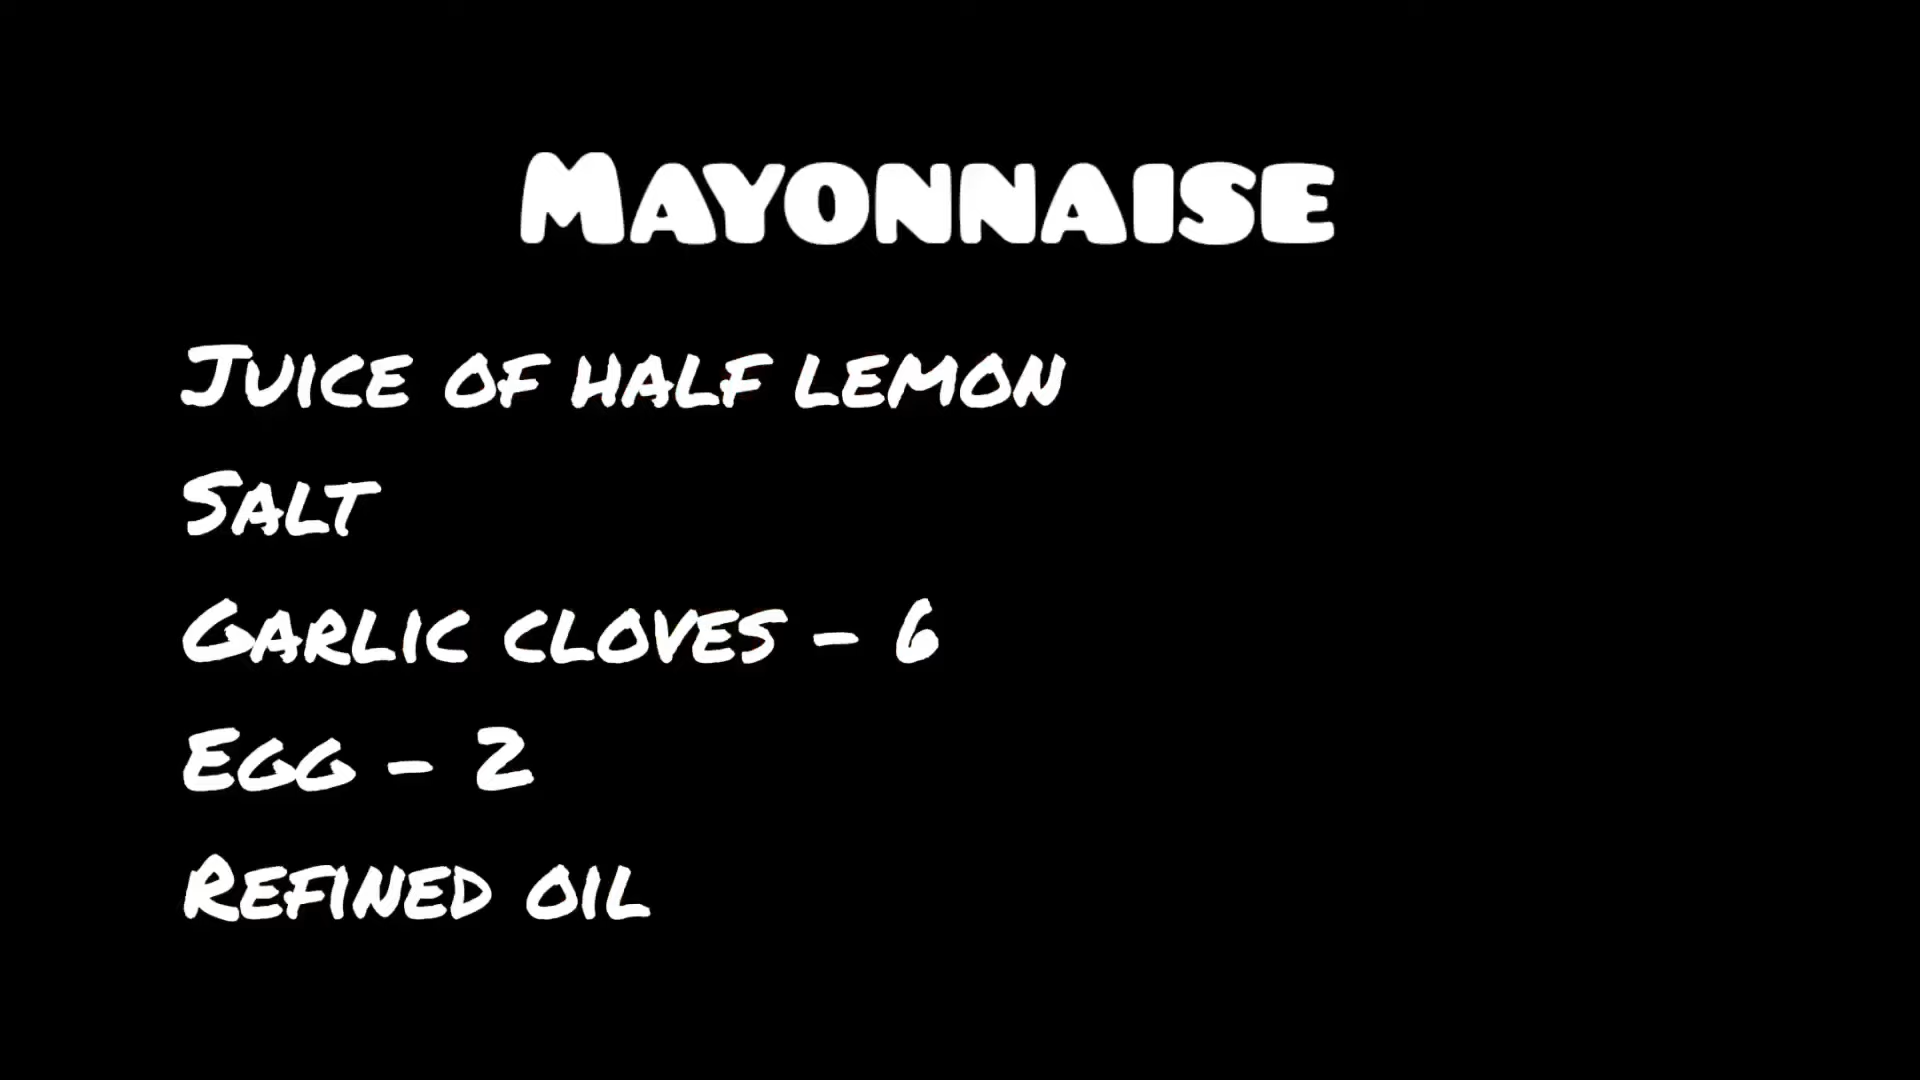 Mayonnaise
Juice of half lemon
Salt
Garlic cloves - 6
Egg - 2
Refined oil